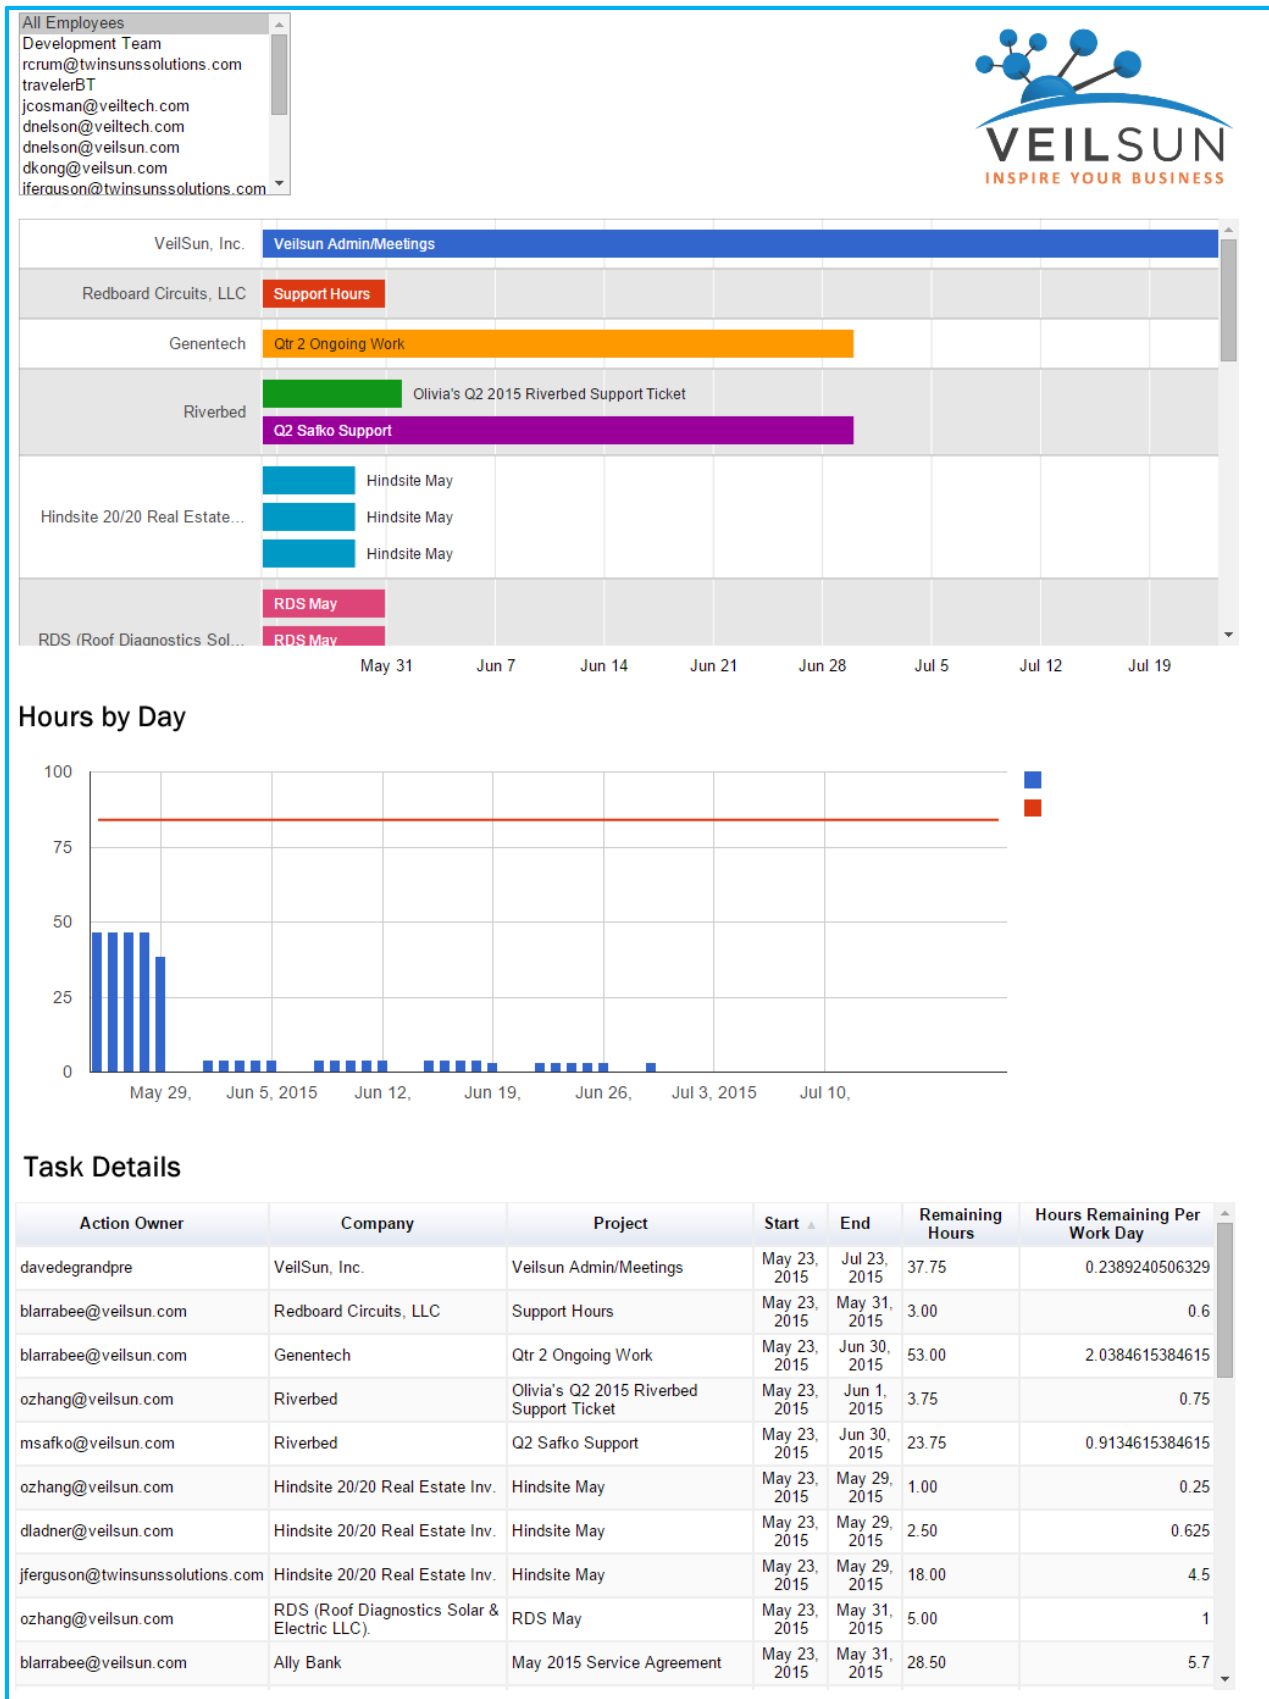 All Employees
Development Team
rcrum@twinsunssolutions.com
travelerBT
jcosman@veiltech.com
dnelson@veiltech.com
dnelson@veilsun.com
dkong@veilsun.com
jferguson@twinsunssolutions.com
VEILSUN
INSPIRE YOUR BUSINESS
VeilSun, Inc. Veilsun Admin/Meetings
Redboard Circuits, LLC Support Hours
Genentech Qtr 2 Ongoing Work
Olivia's Q2 2015 Riverbed Support Ticket
Riverbed
Q2 Safko Support
Hindsite May
Hindsite 20/20 Real Estate... Hindsite May
Hindsite May
RDS May
RDS (Roof Diagnostics Sol... RDS May
May 31 Jun 7 Jun 14 Jun 21 Jun 28 Jul 5 Jul 12 Jul 19
Hours by Day
100
75
50
25
0
May 29, Jun 5, 2015 Jun 12, Jun 19, Jun 26, Jul 3, 2015 Jul 10,
Task Details
Action Owner Company Project Start End Remaining Hours Hours Remaining Per Work Day
davedegrandpre VeilSun, Inc. Veilsun Admin/Meetings May 23, 2015 Jul 23, 2015 37.75 0.2389240506329
blarrabee@veilsun.com Redboard Circuits, LLC Support Hours May 23, 2015 May 31, 2015 3.00 0.6
blarrabee@veilsun.com Genentech Qtr 2 Ongoing Work May 23, 2015 Jun 30, 2015 53.00 2.0384615384615
ozhang@veilsun.com Riverbed Olivia's Q2 2015 Riverbed Support Ticket May 23, 2015 Jun 1, 2015 3.75 0.75
msafko@veilsun.com Riverbed Q2 Safko Support May 23, 2015 Jun 30, 2015 23.75 0.9134615384615
ozhang@veilsun.com Hindsite 20/20 Real Estate Inv. Hindsite May May 23, 2015 May 29, 2015 1.00 0.25
dladner@veilsun.com Hindsite 20/20 Real Estate Inv. Hindsite May May 23, 2015 May 29, 2015 2.50 0.625
jferguson@twinsunssolutions.com Hindsite 20/20 Real Estate Inv. Hindsite May May 23, 2015 May 29, 2015 18.00 4.5
ozhang@veilsun.com RDS (Roof Diagnostics Solar & Electric LLC). RDS May May 23, 2015 May 31, 2015 5.00 1
blarrabee@veilsun.com Ally Bank May 2015 Service Agreement May 23, 2015 May 31, 2015 28.50 5.7